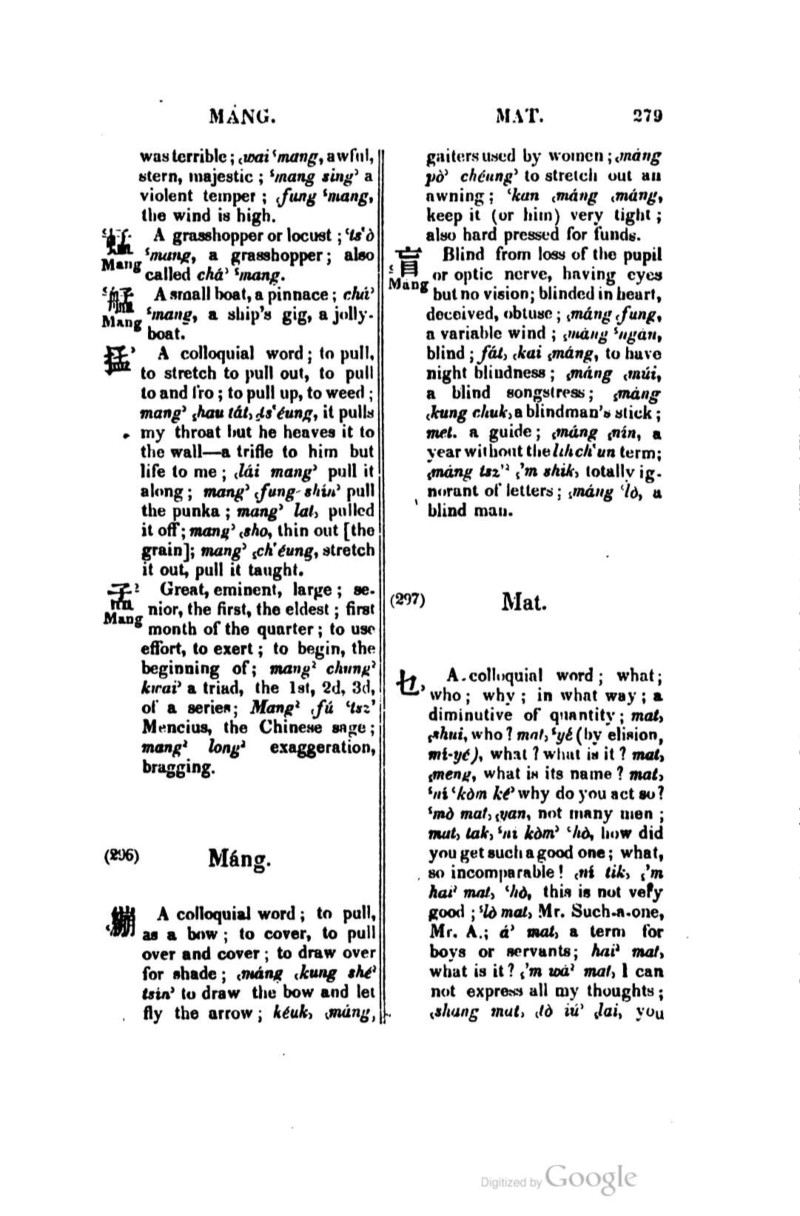 MÁNG.
MAT.
279
was terrible; ͜wai ‘mang, awful,
stern, majestic; ‘mang sing’ a
violent temper; ͜fung ‘mang,
the wind is high.
‘蜢 A grasshopper or locust; ‘ts‘ò
Mang ‘mang, a grasshopper; also
called chá’ ‘mang.
‘艋 A small boat, a pinnace; chá’
Mang ‘mang, a ship's gig, a jolly-
boat.
掹’ A colloquial word; to pull,
to stretch to pull out, to pull
to and fro; to pull up, to weed;
mang’ ͜hau tát, ͜ts‘éung, it pulls
my throat but he heaves it to
the wall—a trifle to him but
life to me; ͜lái mang’ pull it
along; mang’ ͜fung-shín’ pull
the punka; mang’ lat, pulled
it off; mang’ ͜sho, thin out [the
grain]; mang’ ͜ch‘éung, stretch
it out, pull it taught.
孟² Great, eminent, large; se-
Mang nior, the first, the eldest; first
month of the quarter; to use
effort, to exert; to begin, the
beginning of; mang² chung²
kwai’ a triad, the 1st, 2d, 3d,
of a series; Mang² ͜fú ‘tsz’
Mencius, the Chinese sage;
mang² long² exaggeration,
bragging.
(296) Máng.
͜繃 A colloquial word; to pull,
as a bow; to cover, to pull
over and cover; to draw over
for shade; ͜máng ͜kung shé²
tsín’ to draw the bow and let
fly the arrow; kéuk, ͜máng,
gaiters used by women; ͜máng
pò’ chéung’ to stretch out an
awning; ‘kan ͜máng ͜máng,
keep it (or him) very tight;
also hard pressed for funds.
͜盲 Blind from loss of the pupil
Mang or optic nerve, having eyes
but no vision; blinded in heart,
deceived, obtuse; ͜máng ͜fung,
a variable wind; ͜máng ‘ngán,
blind; fát, ͜kai ͜máng, to have
night blindness; ͜máng ͜múi,
a blind songstress; ͜máng
͜kung chuk, a blindman's stick;
met. a guide; ͜máng ͜nín, a
year without the láh ch‘un term;
͜máng tsz’² ͜’m shik, totally ig-
norant of letters; ͜máng ‘lò, a
blind man.
(297) Mat.
乜, A colloquial word; what;
who; why; in what way; a
diminutive of quantity; mat,
͜shui, who? mat, ‘yé (by elision,
mí-yé), what? what is it? mat,
͜meng, what is its name? mat,
‘ní ‘kòm ké’ why do you act so?
‘mò mat, ͜yan, not many men;
mat, tak, ‘ní kòm’ ‘hò, how did
you get such a good one; what,
so incomparable! ͜ní tik, ͜’m
hai² mat, ‘hò, this is not very
good; ‘lò mat, Mr. Such-a-one,
Mr. A.; á’ mat, a term for
boys or servants; hai² mat,
what is it? ͜’m wá² mat, I can
not express all my thoughts;
͜shang mat, ͜tò iú’ ͜lai, you
Digitized by Google